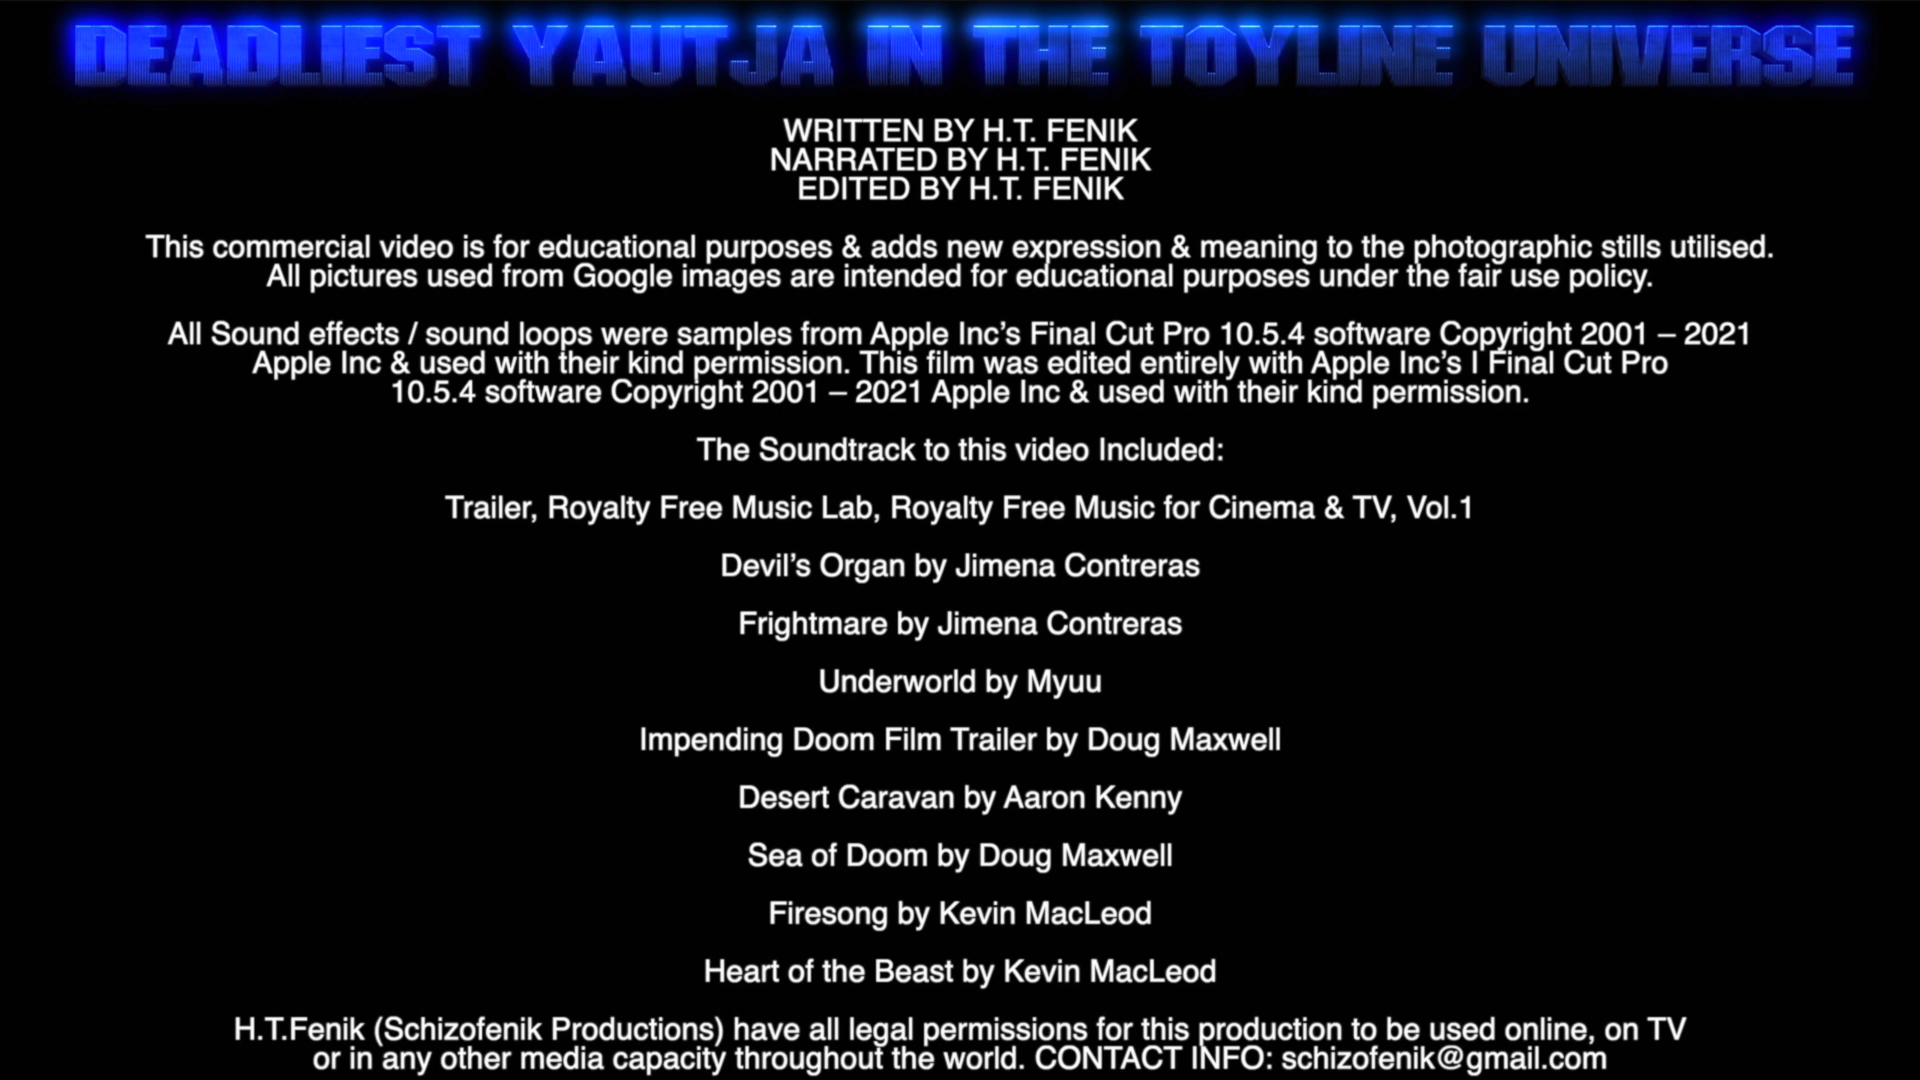 DEADLIEST YAUTJA IN THE TOYLINE UNIVERSE
WRITTEN BY H.T. FENIK
NARRATED BY H.T. FENIK
EDITED BY H.T. FENIK
This commercial video is for educational purposes & adds new expression & meaning to the photographic stills utilised.
All pictures used from Google images are intended for educational purposes under the fair use policy.
All Sound effects / sound loops were samples from Apple Inc’s Final Cut Pro 10.5.4 software Copyright 2001 – 2021
Apple Inc & used with their kind permission. This film was edited entirely with Apple Inc’s I Final Cut Pro
10.5.4 software Copyright 2001 – 2021 Apple Inc & used with their kind permission.
The Soundtrack to this video Included:
Trailer, Royalty Free Music Lab, Royalty Free Music for Cinema & TV, Vol.1
Devil’s Organ by Jimena Contreras
Frightmare by Jimena Contreras
Underworld by Myuu
Impending Doom Film Trailer by Doug Maxwell
Desert Caravan by Aaron Kenny
Sea of Doom by Doug Maxwell
Firesong by Kevin MacLeod
Heart of the Beast by Kevin MacLeod
H.T.Fenik (Schizofenik Productions) have all legal permissions for this production to be used online, on TV
or in any other media capacity throughout the world. CONTACT INFO: schizofenik@gmail.com